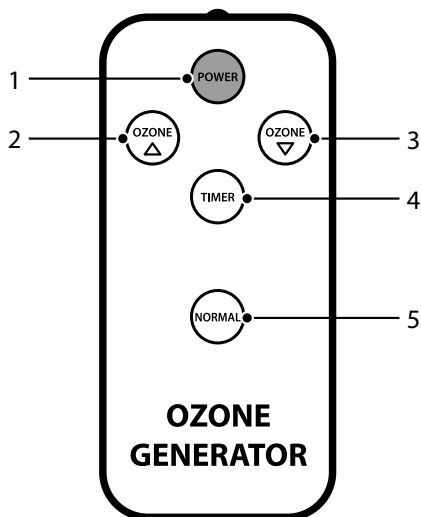 1
POWER
2
OZONE
OZONE
3
TIMER
4
NORMAL
5
OZONE
GENERATOR